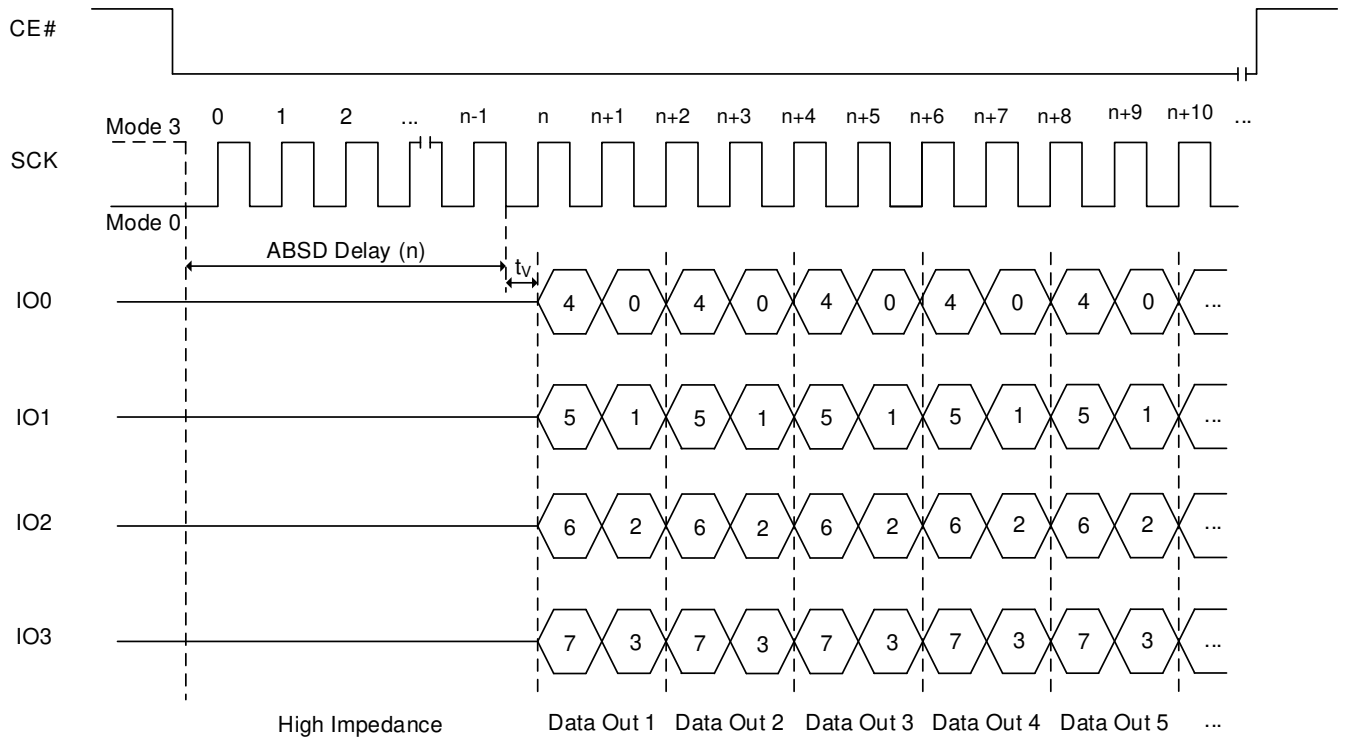 CE#
0 1 2 ... n-1 n n+1 n+2 n+3 n+4 n+5 n+6 n+7 n+8 n+9 n+10 ...
Mode 3
SCK
Mode 0
ABSD Delay (n)
tV
IO0 4 0 4 0 4 0 4 0 4 0 ...
IO1 5 1 5 1 5 1 5 1 5 1 ...
IO2 6 2 6 2 6 2 6 2 6 2 ...
IO3 7 3 7 3 7 3 7 3 7 3 ...
High Impedance Data Out 1 Data Out 2 Data Out 3 Data Out 4 Data Out 5 ...